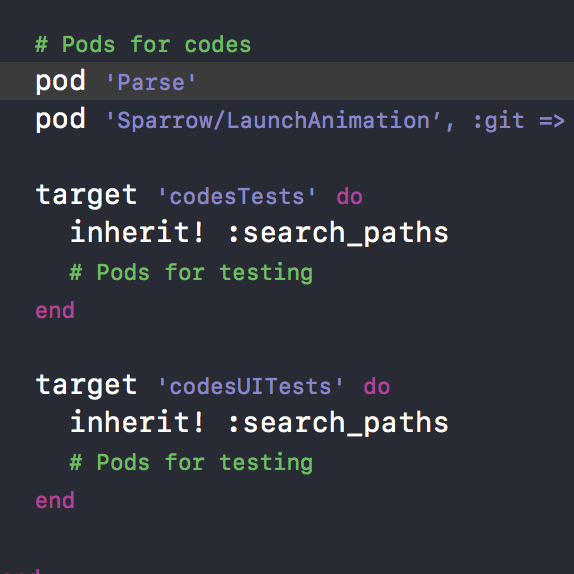 # Pods for codes
pod 'Parse'
pod 'Sparrow/LaunchAnimation’, :git =>
target 'codesTests' do
inherit! :search_paths
# Pods for testing
end
target 'codesUITests' do
inherit! :search_paths
# Pods for testing
end